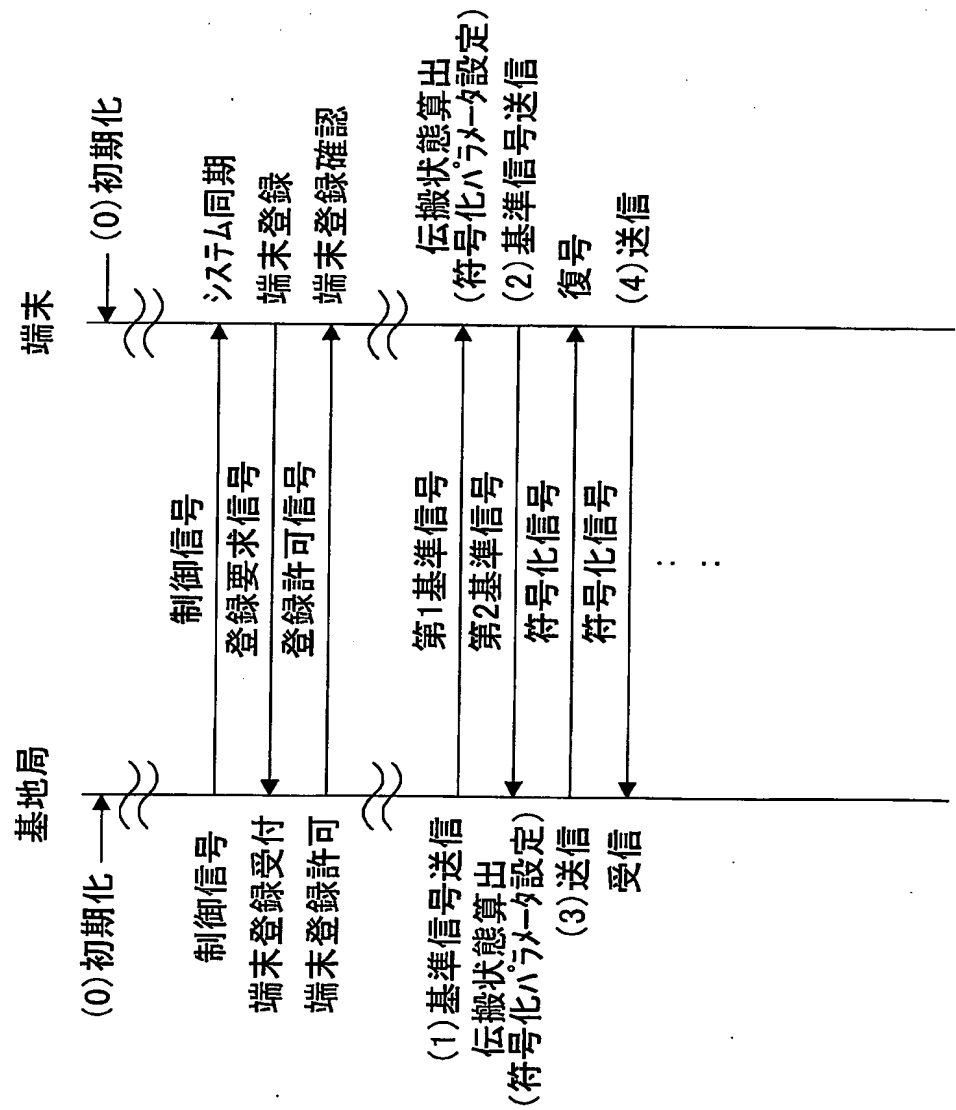 基地局
端末
(0)初期化
(0)初期化
制御信号
制御信号
システム同期
端末登録受付
登録要求信号
端末登録
端末登録許可
登録許可信号
端末登録確認
(1)基準信号送信
第1基準信号
伝搬状態算出
(符号化パラメータ設定)
伝搬状態算出
(符号化パラメータ設定)
第2基準信号
(2)基準信号送信
(3)送信
符号化信号
復号
受信
符号化信号
(4)送信